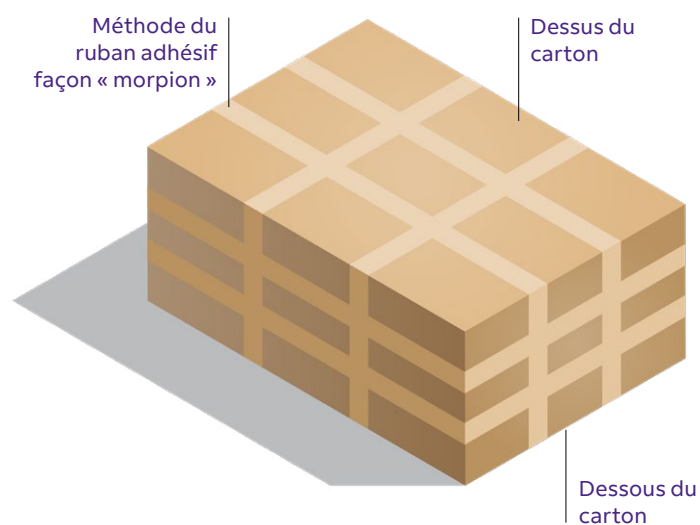 Méthode du
ruban adhésif
façon « morpion »
Dessus du
carton
Dessous du
carton